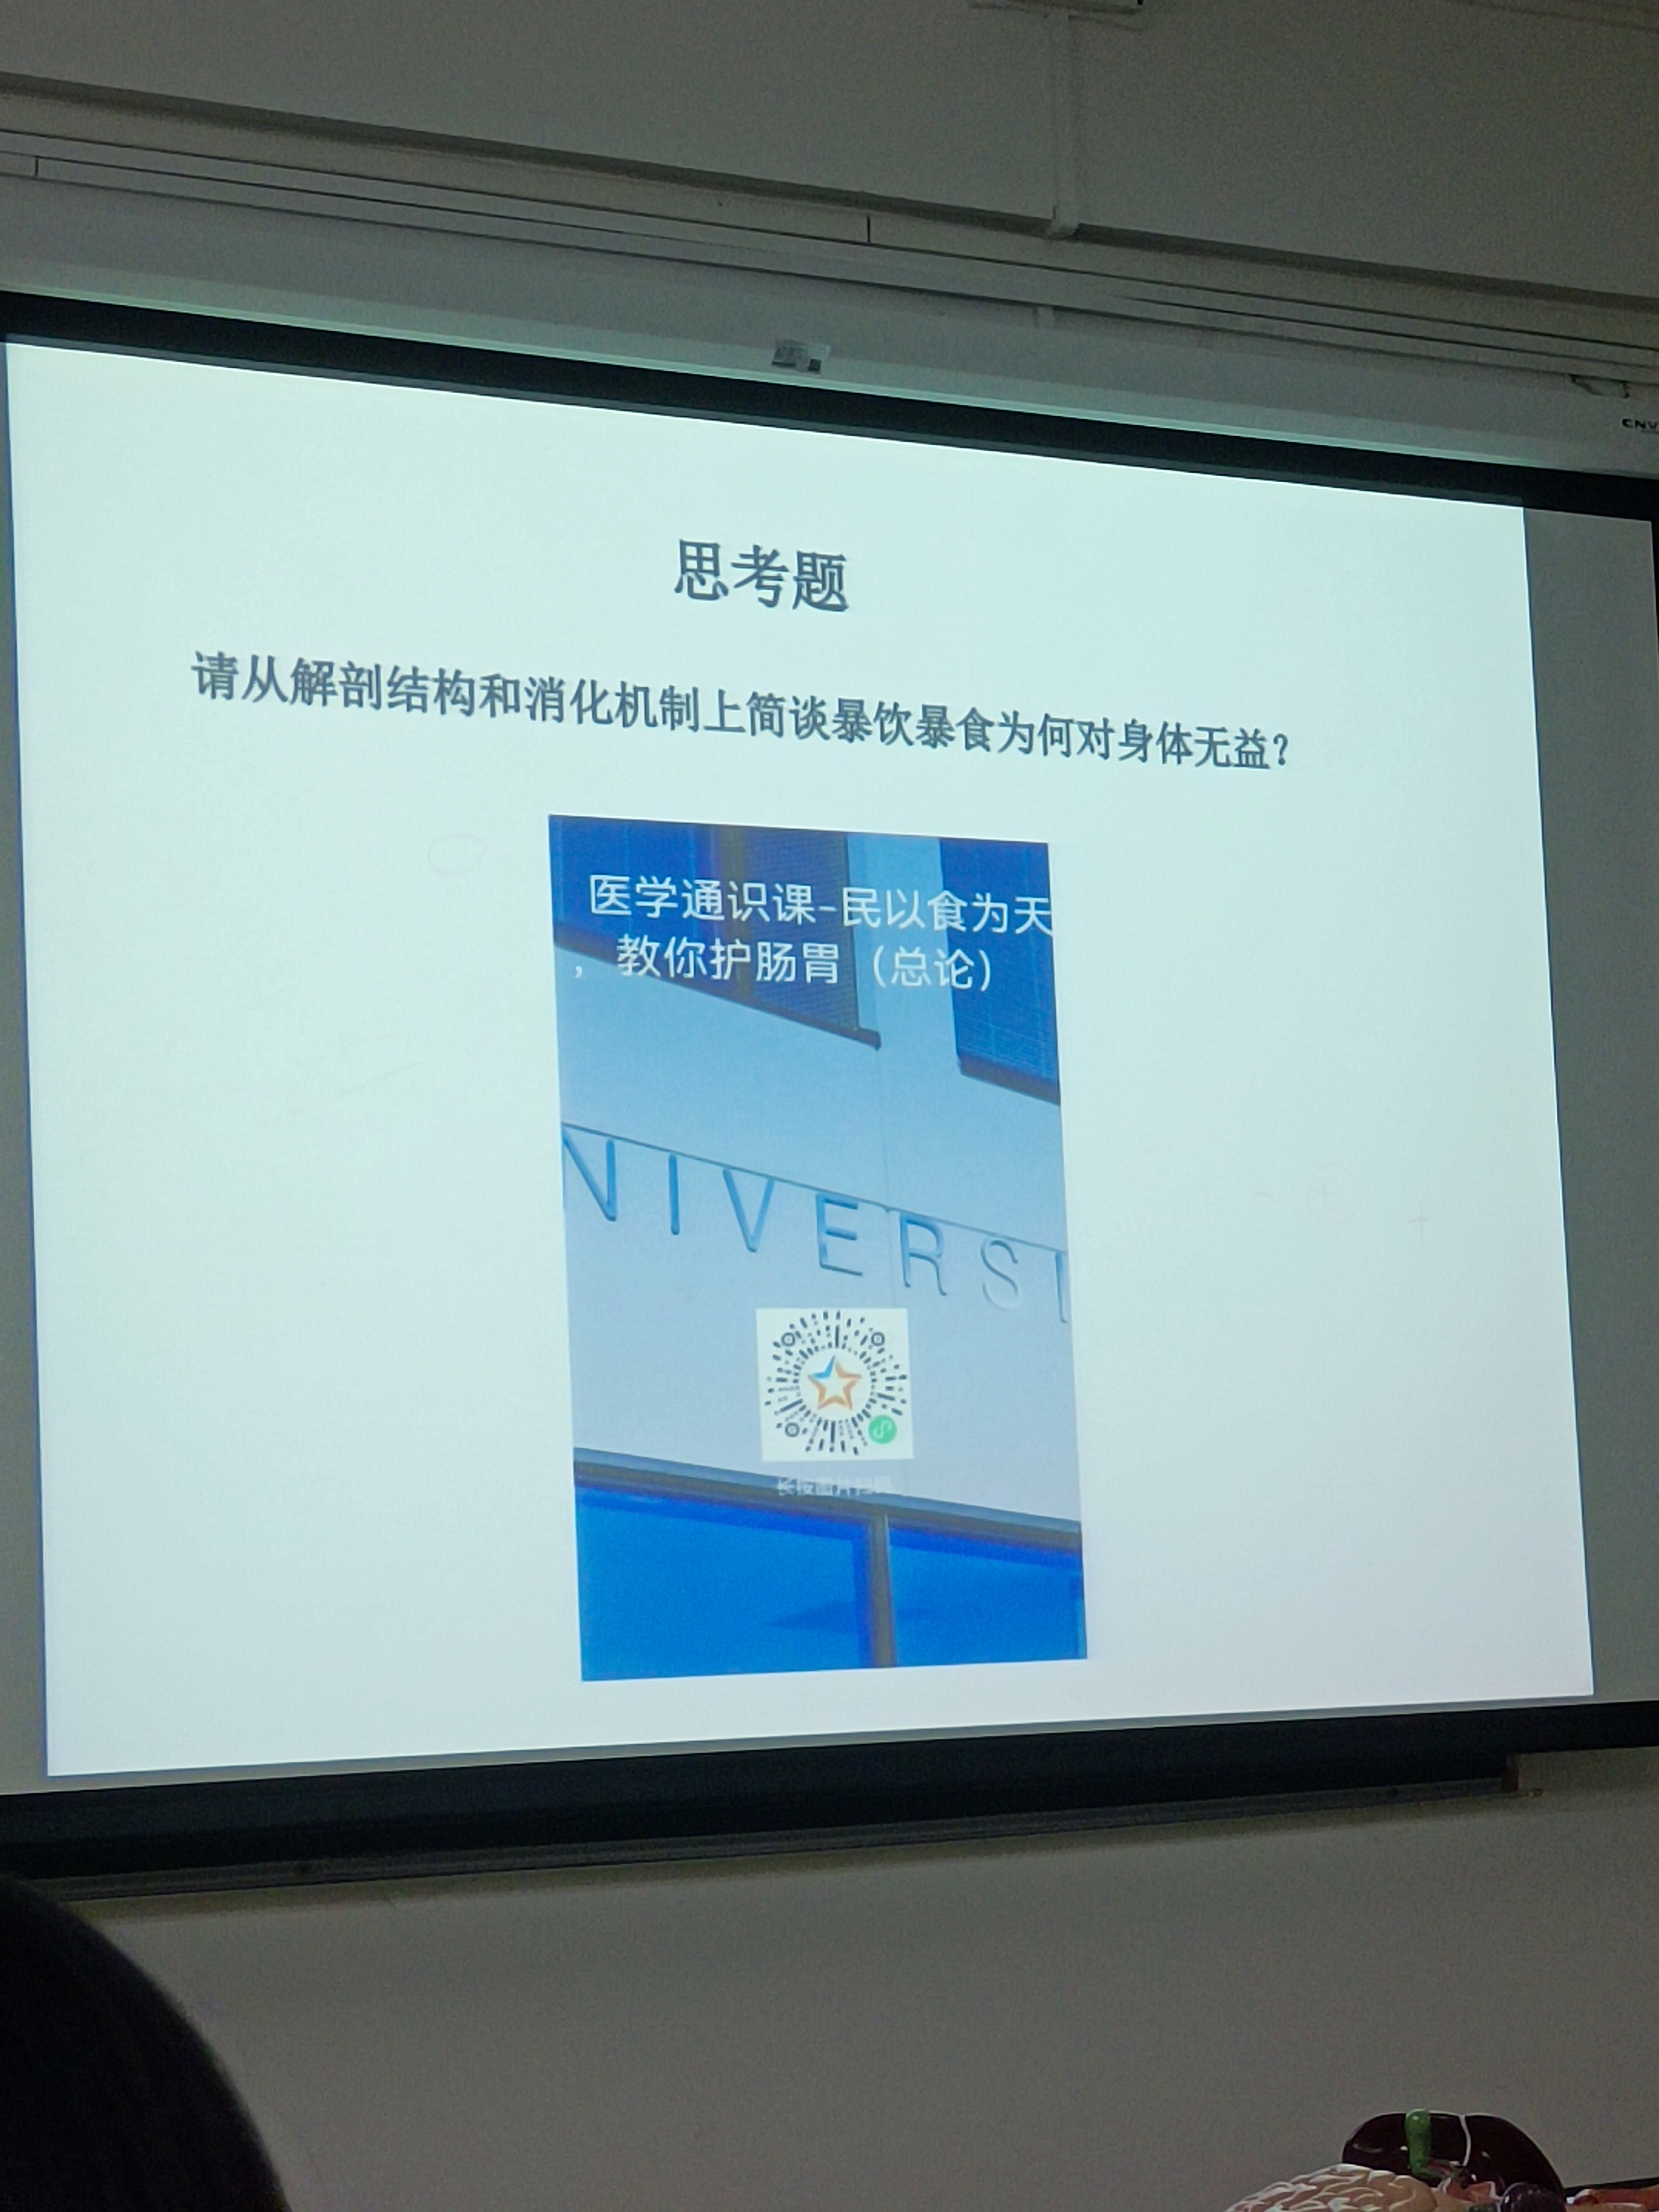 思考题
请从解剖结构和消化机制上简谈暴饮暴食为何对身体无益？
医学通识课-民以食为天
，教你护肠胃（总论）
NIVERSI
长按图片扫码